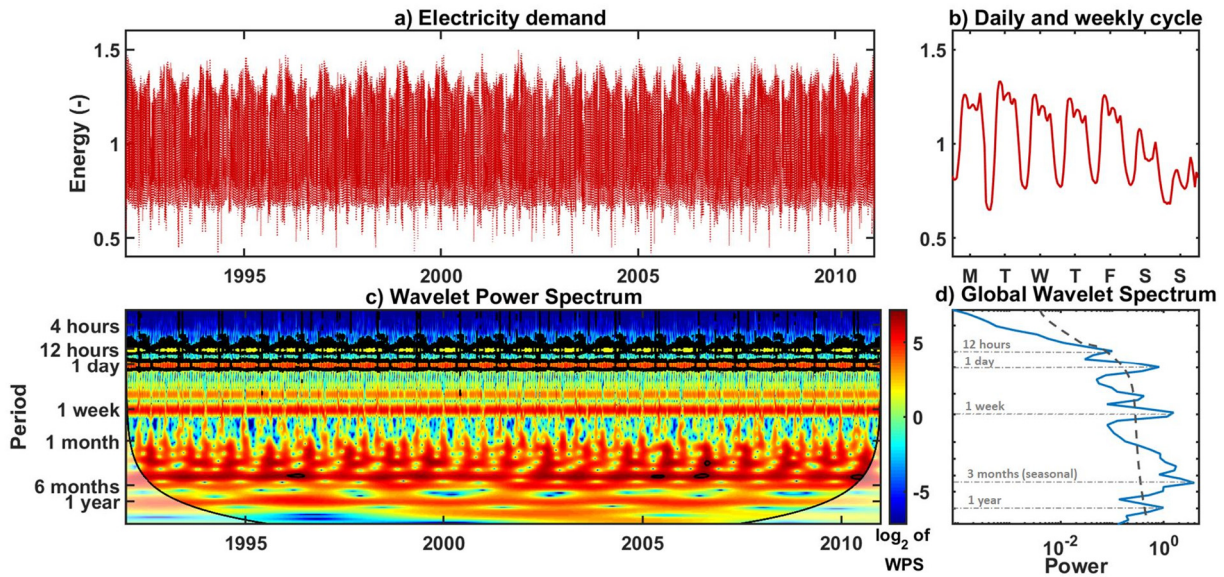 a) Electricity demand
Energy (-)
1.5
1
0.5
1995
2000
2005
2010
b) Daily and weekly cycle
1.5
1
0.5
M T W T F S S
c) Wavelet Power Spectrum
Period
4 hours
12 hours
1 day
1 week
1 month
6 months
1 year
1995
2000
2005
2010
5
0
-5
log2 of
WPS
d) Global Wavelet Spectrum
12 hours
1 day
1 week
3 months (seasonal)
1 year
10-2
100
Power